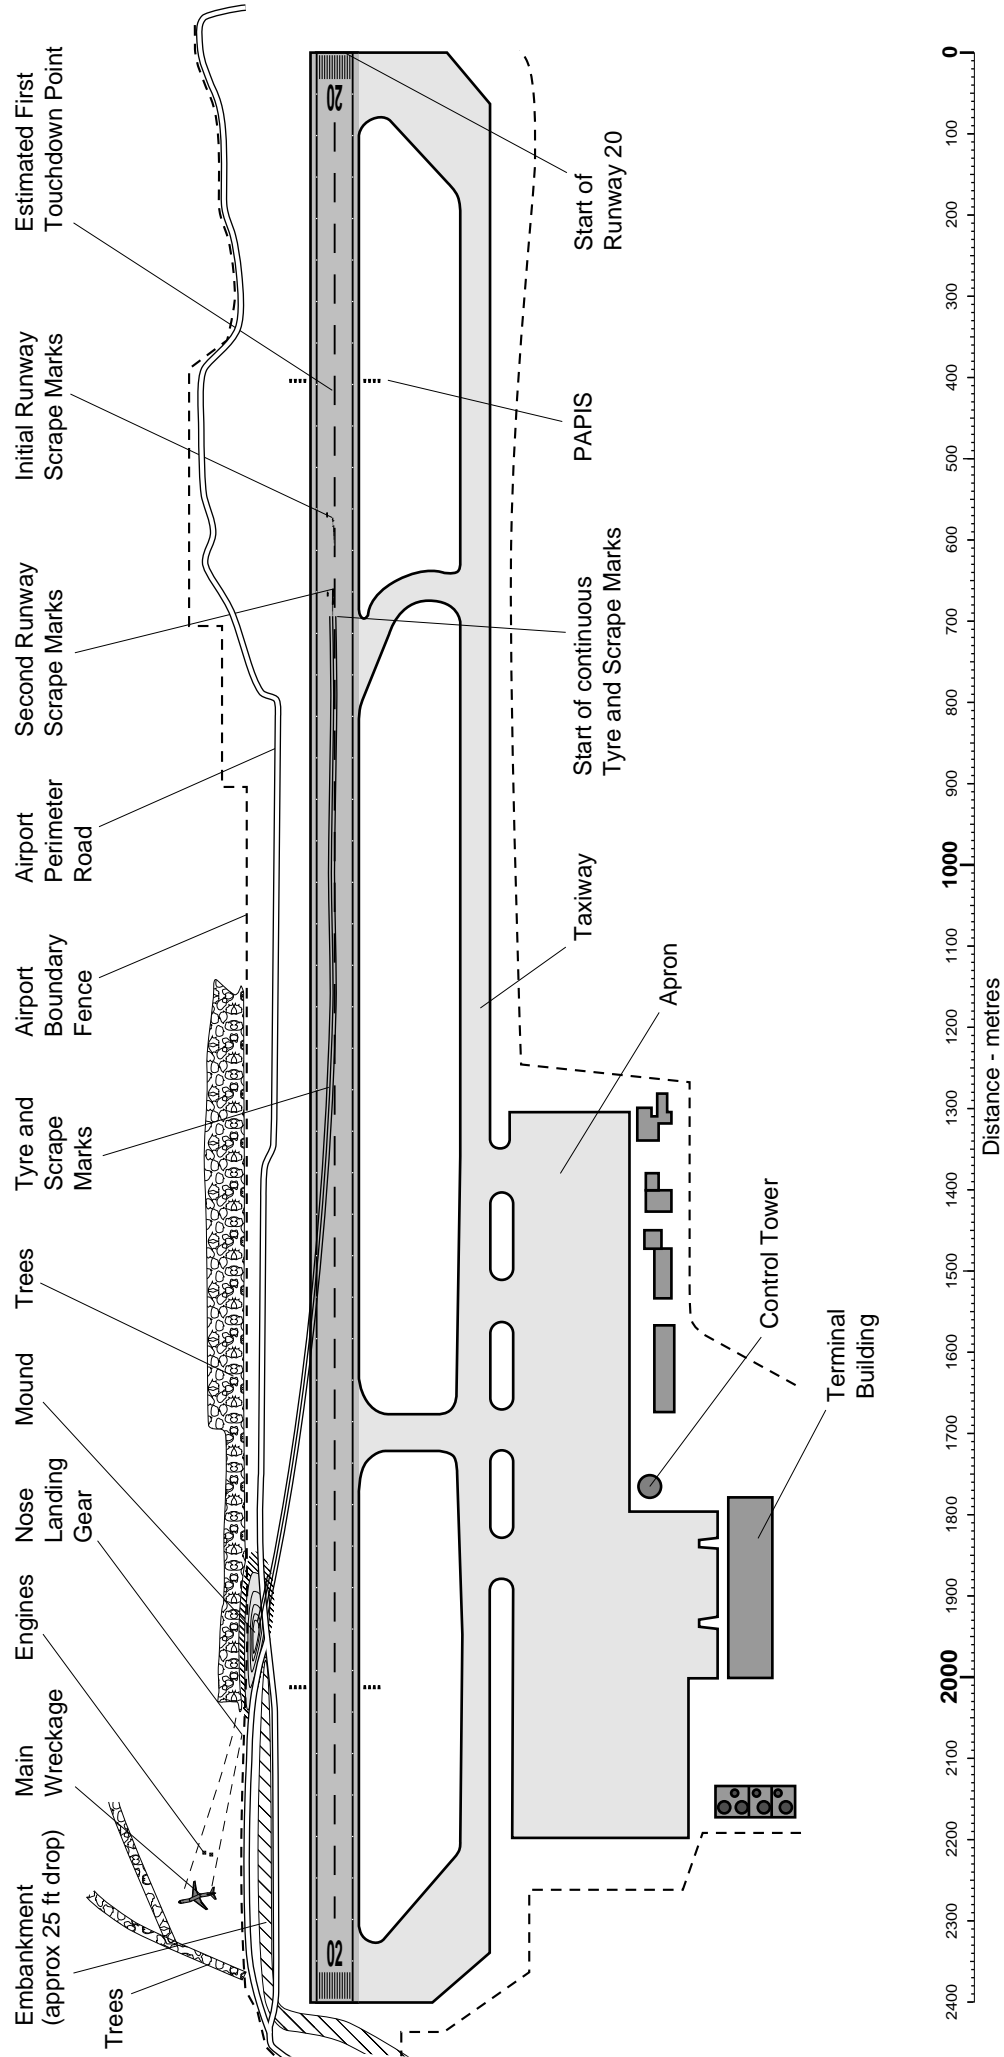 Estimated First
Touchdown Point
Initial Runway
Scrape Marks
Second Runway
Scrape Marks
Airport
Perimeter
Road
Airport
Boundary
Fence
Tyre and
Scrape
Marks
Trees
Mound
Nose
Landing
Gear
Engines
Main
Wreckage
Embankment
(approx 25 ft drop)
Trees
20
02
Start of
Runway 20
PAPIS
Start of continuous
Tyre and Scrape Marks
Taxiway
Apron
Control Tower
Terminal
Building
0
100
200
300
400
500
600
700
800
900
1000
1100
1200
1300
1400
1500
1600
1700
1800
1900
2000
2100
2200
2300
2400
Distance - metres